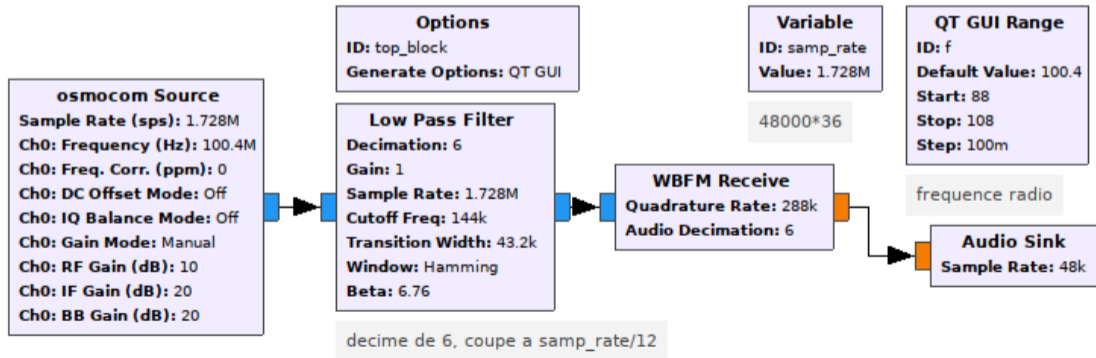 Options
ID: top_block
Generate Options: QT GUI
Variable
ID: samp_rate
Value: 1.728M
48000*36
QT GUI Range
ID: f
Default Value: 100.4
Start: 88
Stop: 108
Step: 100m
frequence radio
osmocom Source
Sample Rate (sps): 1.728M
Ch0: Frequency (Hz): 100.4M
Ch0: Freq. Corr. (ppm): 0
Ch0: DC Offset Mode: Off
Ch0: IQ Balance Mode: Off
Ch0: Gain Mode: Manual
Ch0: RF Gain (dB): 10
Ch0: IF Gain (dB): 20
Ch0: BB Gain (dB): 20
Low Pass Filter
Decimation: 6
Gain: 1
Sample Rate: 1.728M
Cutoff Freq: 144k
Transition Width: 43.2k
Window: Hamming
Beta: 6.76
decime de 6, coupe a samp_rate/12
WBFM Receive
Quadrature Rate: 288k
Audio Decimation: 6
Audio Sink
Sample Rate: 48k